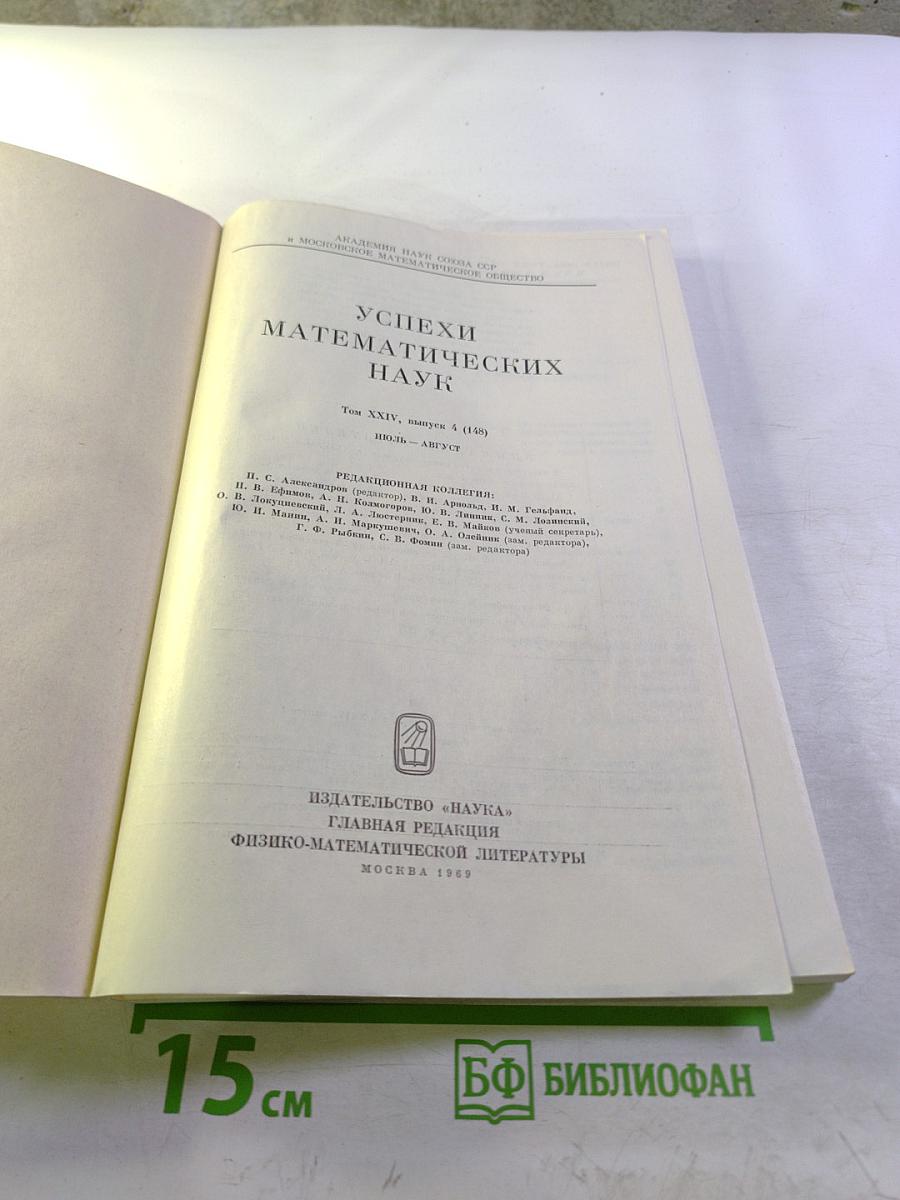 АКАДЕМИЯ НАУК СОЮЗА ССР
и МОСКОВСКОЕ МАТЕМАТИЧЕСКОЕ ОБЩЕСТВО
УСПЕХИ
МАТЕМАТИЧЕСКИХ
НАУК
Том XXIV, выпуск 4 (148)
ИЮЛЬ — АВГУСТ
РЕДАКЦИОННАЯ КОЛЛЕГИЯ:
П. С. Александров (редактор), В. И. Арнольд, И. М. Гельфанд,
Н. В. Ефимов, А. Н. Колмогоров, Ю. В. Линник, С. М. Лозинский,
О. В. Локуциевский, Л. А. Люстерник, Е. В. Майков (ученый секретарь),
Ю. И. Манин, А. И. Маркушевич, О. А. Олейник (зам. редактора),
Г. Ф. Рыбкин, С. В. Фомин (зам. редактора)
ИЗДАТЕЛЬСТВО «НАУКА»
ГЛАВНАЯ РЕДАКЦИЯ
ФИЗИКО-МАТЕМАТИЧЕСКОЙ ЛИТЕРАТУРЫ
МОСКВА 1969
15 см
БФ БИБЛИОФАН